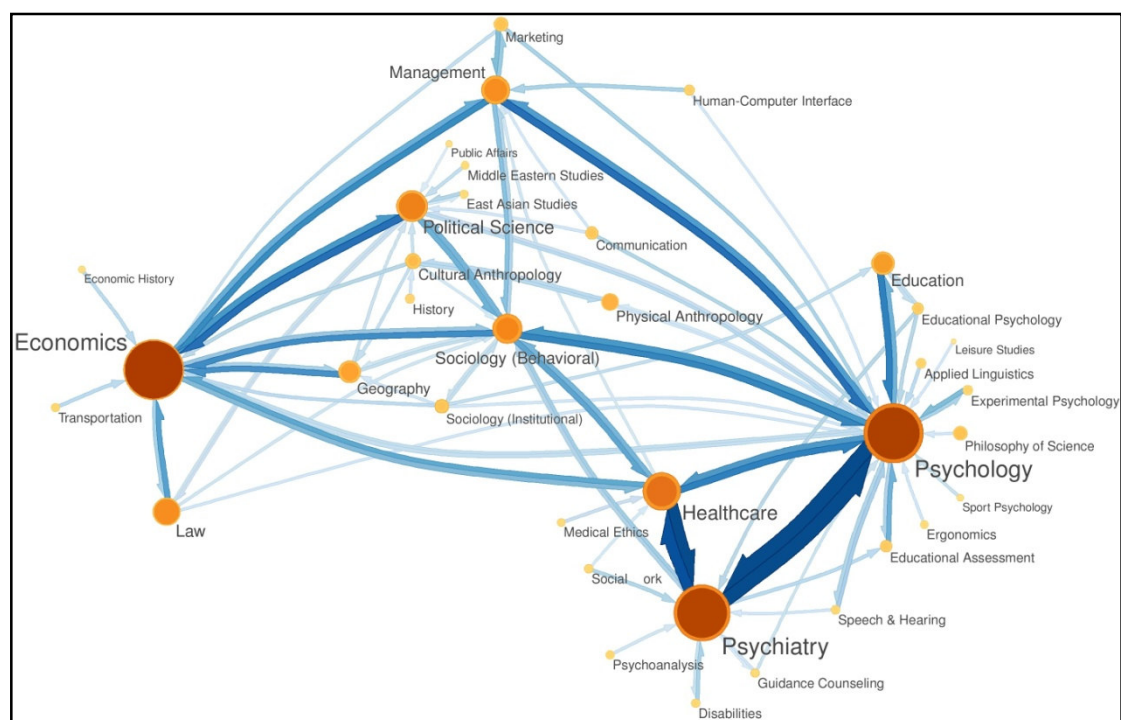 Marketing
Management
Human-Computer Interface
Public Affairs
Middle Eastern Studies
East Asian Studies
Political Science
Communication
Economic History
Cultural Anthropology
Education
History
Physical Anthropology
Educational Psychology
Economics
Sociology (Behavioral)
Leisure Studies
Applied Linguistics
Geography
Experimental Psychology
Transportation
Sociology (Institutional)
Philosophy of Science
Psychology
Sport Psychology
Healthcare
Law
Medical Ethics
Ergonomics
Educational Assessment
Social ork
Speech & Hearing
Psychiatry
Psychoanalysis
Guidance Counseling
Disabilities